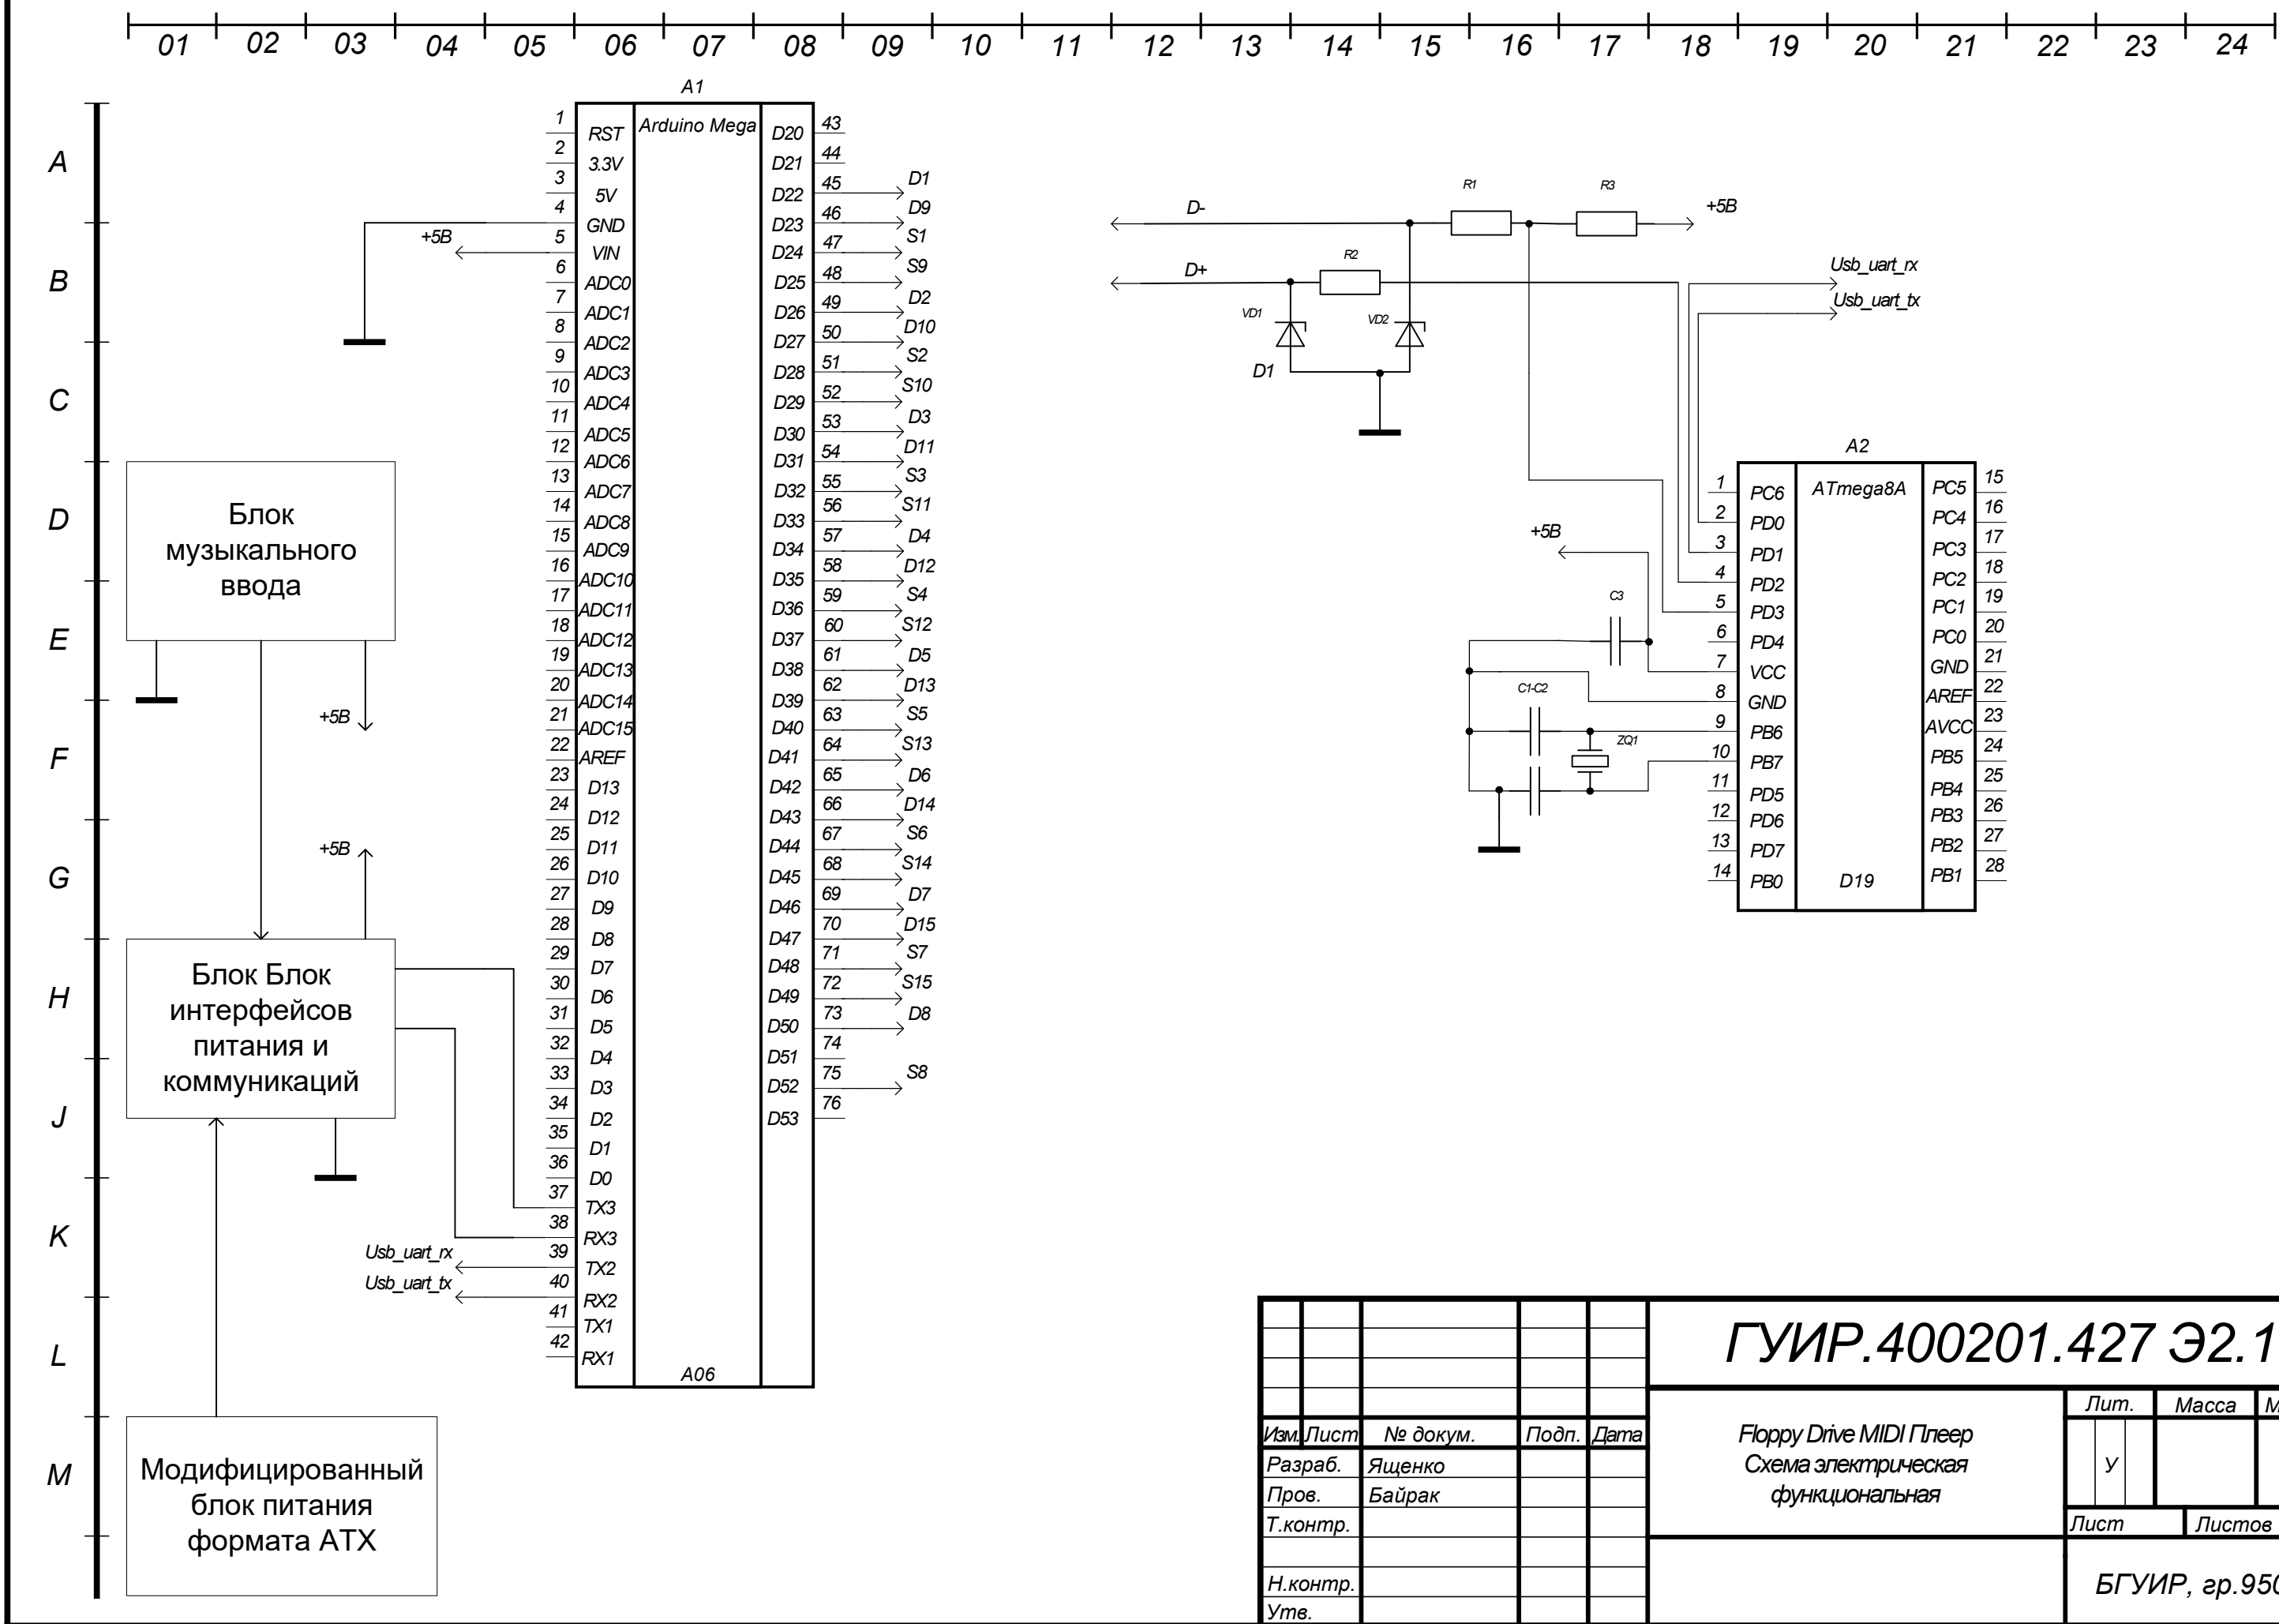 01 02 03 04 05 06 07 08 09 10 11 12 13 14 15 16 17 18 19 20 21 22 23 24
A
B
C
D
E
F
G
H
J
K
L
M
Блок
музыкального
ввода
+5В
+5В
Блок Блок
интерфейсов
питания и
коммуникаций
Модифицированный
блок питания
формата АТХ
+5В
Usb_uart_rx
Usb_uart_tx
A1
Arduino Mega
A06
1 RST
2 3.3V
3 5V
4 GND
5 VIN
6 ADC0
7 ADC1
8 ADC2
9 ADC3
10 ADC4
11 ADC5
12 ADC6
13 ADC7
14 ADC8
15 ADC9
16 ADC10
17 ADC11
18 ADC12
19 ADC13
20 ADC14
21 ADC15
22 AREF
23 D13
24 D12
25 D11
26 D10
27 D9
28 D8
29 D7
30 D6
31 D5
32 D4
33 D3
34 D2
35 D1
36 D0
37 TX3
38 RX3
39 TX2
40 RX2
41 TX1
42 RX1
D20 43
D21 44
D22 45 D1
D23 46 D9
D24 47 S1
D25 48 S9
D26 49 D2
D27 50 D10
D28 51 S2
D29 52 S10
D30 53 D3
D31 54 D11
D32 55 S3
D33 56 S11
D34 57 D4
D35 58 D12
D36 59 S4
D37 60 S12
D38 61 D5
D39 62 D13
D40 63 S5
D41 64 S13
D42 65 D6
D43 66 D14
D44 67 S6
D45 68 S14
D46 69 D7
D47 70 D15
D48 71 S7
D49 72 S15
D50 73 D8
D51 74
D52 75 S8
D53 76
D-
R1
R3
+5В
D+
R2
VD1
VD2
D1
Usb_uart_rx
Usb_uart_tx
+5В
C3
C1-C2
ZQ1
A2
ATmega8A
D19
1 PC6
2 PD0
3 PD1
4 PD2
5 PD3
6 PD4
7 VCC
8 GND
9 PB6
10 PB7
11 PD5
12 PD6
13 PD7
14 PB0
PC5 15
PC4 16
PC3 17
PC2 18
PC1 19
PC0 20
GND 21
AREF 22
AVCC 23
PB5 24
PB4 25
PB3 26
PB2 27
PB1 28
ГУИР.400201.427 Э2.1
Изм. Лист № докум. Подп. Дата
Разраб. Ященко
Пров. Байрак
Т.контр.
Н.контр.
Утв.
Floppy Drive MIDI Плеер
Схема электрическая
функциональная
Лит. Масса
У
Лист Листов
БГУИР, гр.950